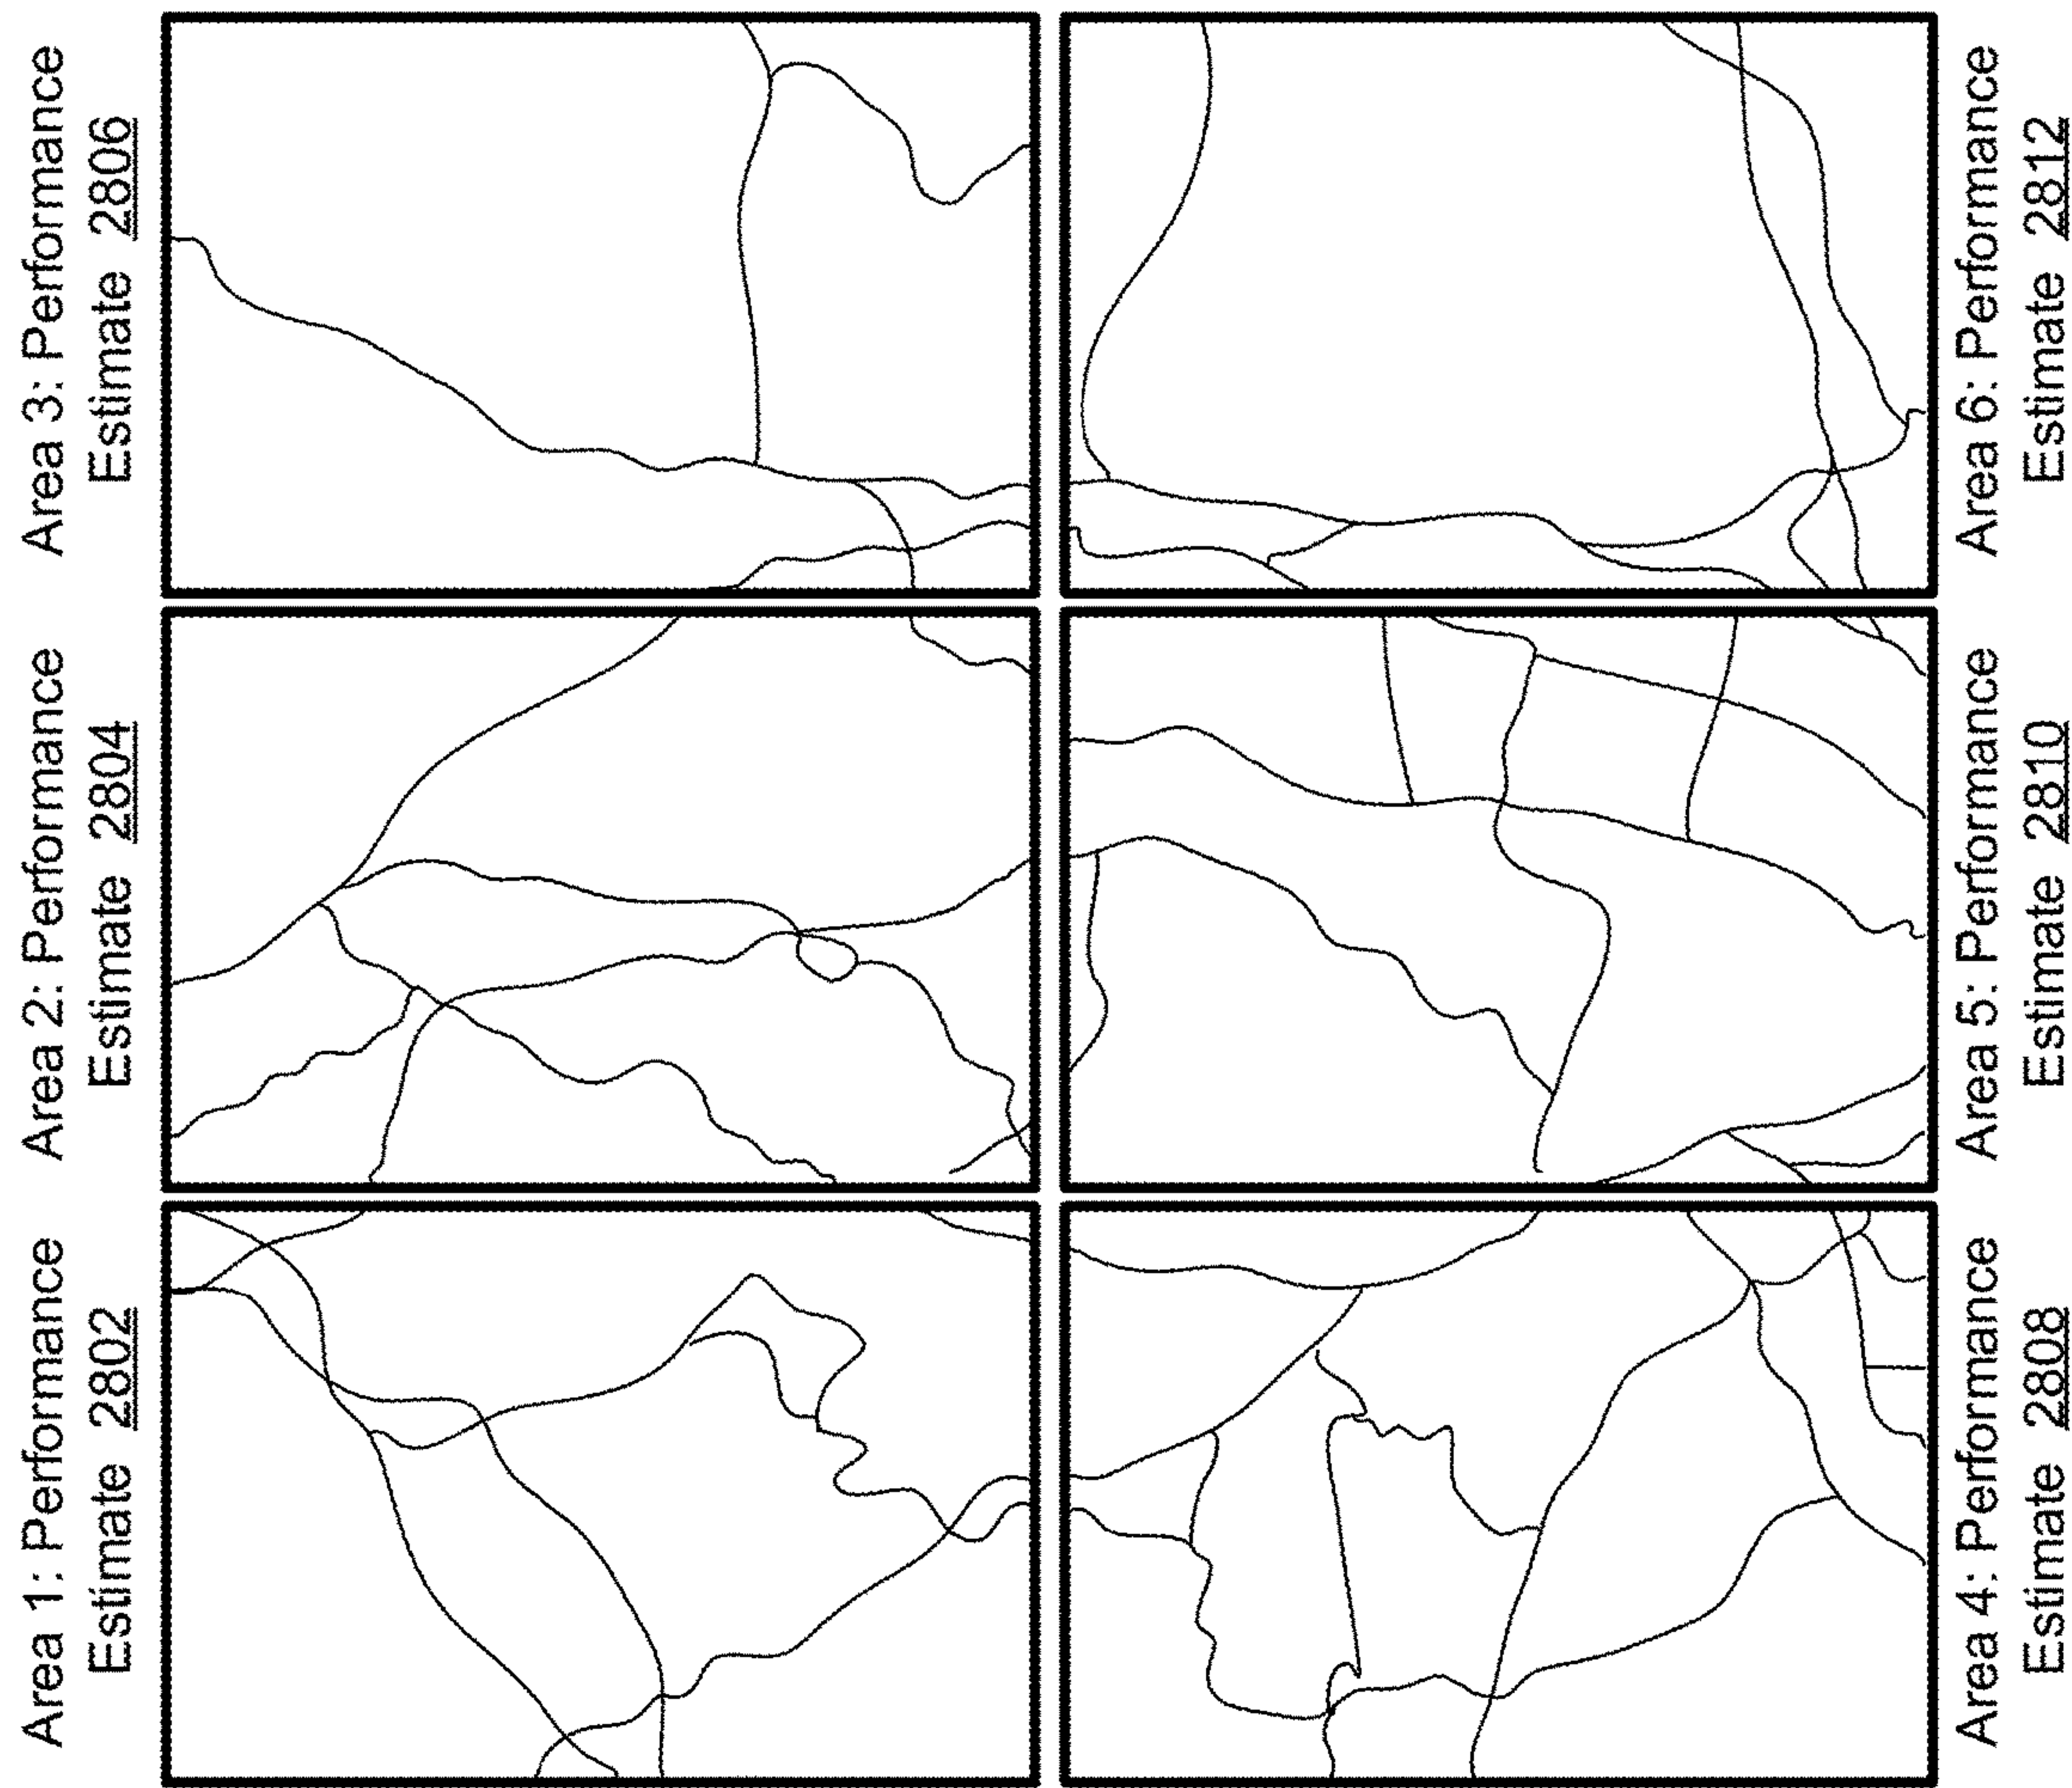 Area 1: Performance
Estimate 2802
Area 2: Performance
Estimate 2804
Area 3: Performance
Estimate 2806
Area 4: Performance
Estimate 2808
Area 5: Performance
Estimate 2810
Area 6: Performance
Estimate 2812